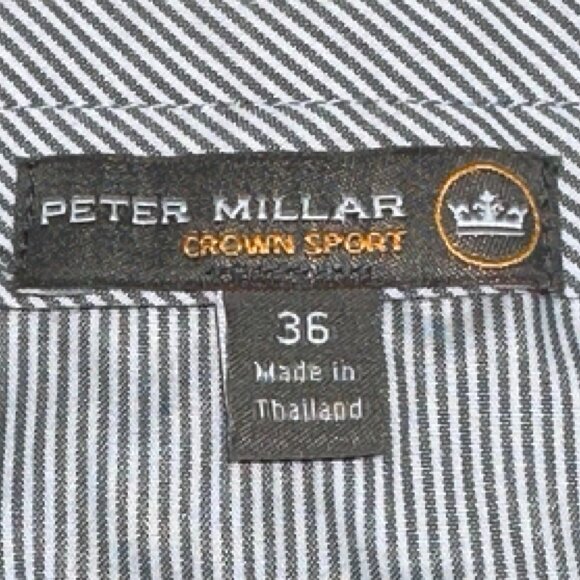 PETER MILLAR
CROWN SPORT
36
Made in
Thailand